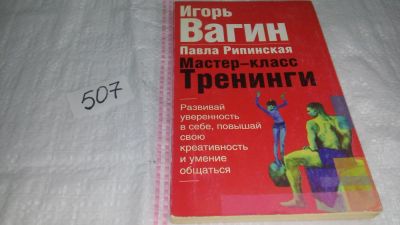 507
Игорь
Вагин
Павла Рипинская
Мастер-класс
Тренинги
Развивай
уверенность
в себе, повышай
свою
креативность
и умение
общаться